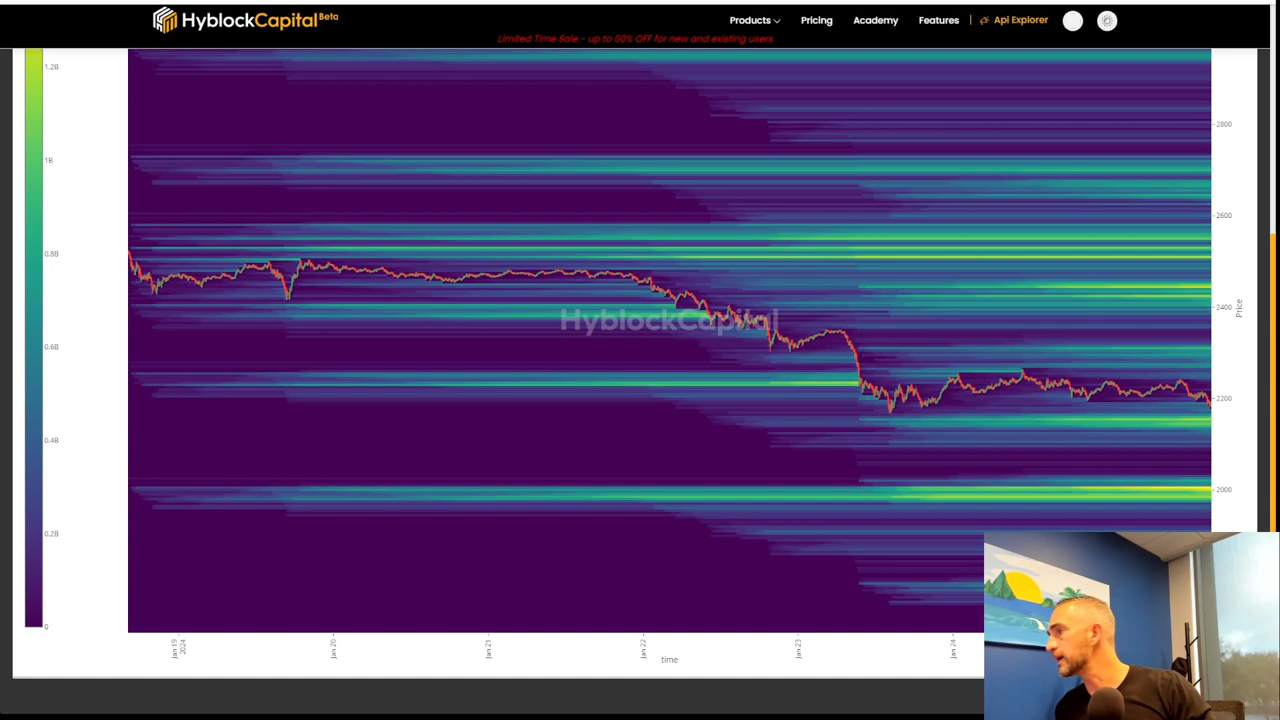 HyblockCapital Beta
Products Pricing Academy Features Api Explorer
Limited Time Sale - up to 60% OFF for new and existing users
1.2B
1B
0.8B
0.6B
0.4B
0.2B
0
HyblockCapital
2800
2600
2400
2200
2000
Price
Jan 19
2024
Jan 20
Jan 21
Jan 22
Jan 23
Jan 24
time